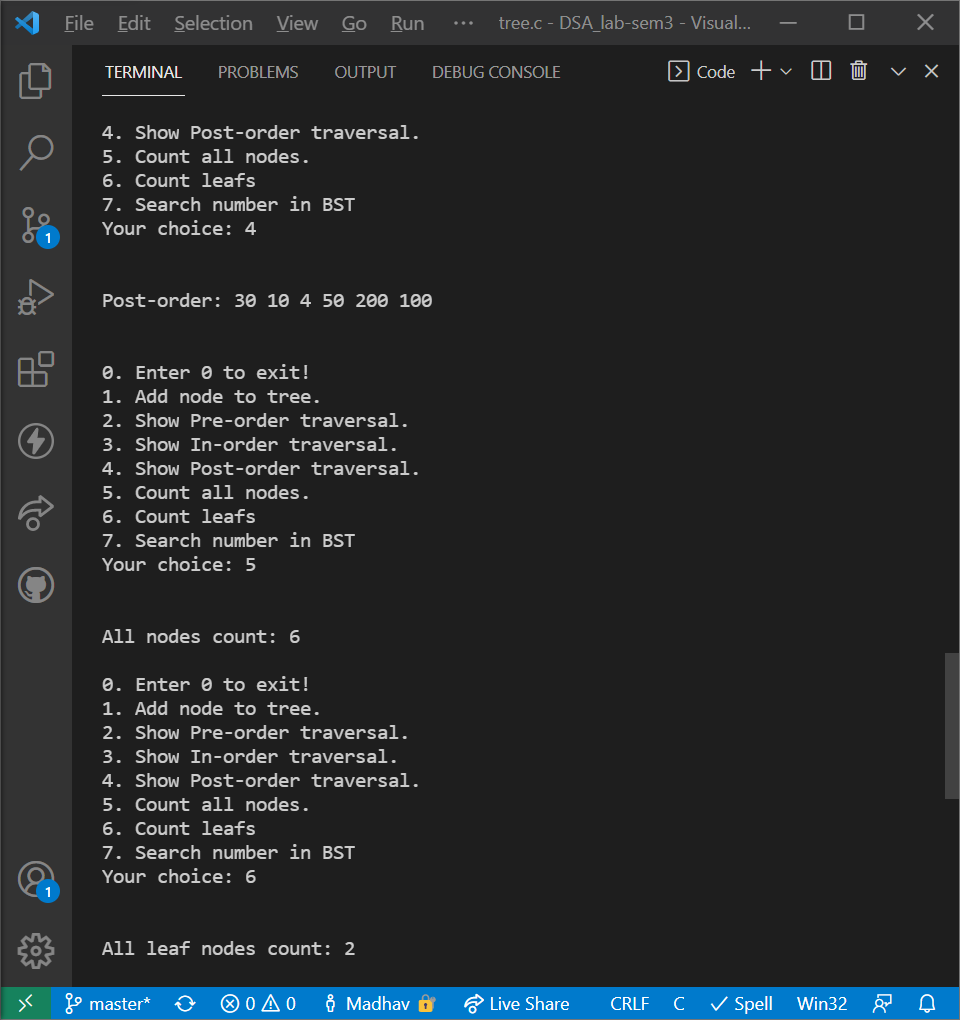 File Edit Selection View Go Run ··· tree.c - DSA_lab-sem3 - Visual...
TERMINAL PROBLEMS OUTPUT DEBUG CONSOLE Code
4. Show Post-order traversal.
5. Count all nodes.
6. Count leafs
7. Search number in BST
Your choice: 4
Post-order: 30 10 4 50 200 100
0. Enter 0 to exit!
1. Add node to tree.
2. Show Pre-order traversal.
3. Show In-order traversal.
4. Show Post-order traversal.
5. Count all nodes.
6. Count leafs
7. Search number in BST
Your choice: 5
All nodes count: 6
0. Enter 0 to exit!
1. Add node to tree.
2. Show Pre-order traversal.
3. Show In-order traversal.
4. Show Post-order traversal.
5. Count all nodes.
6. Count leafs
7. Search number in BST
Your choice: 6
All leaf nodes count: 2
1
1
master* 0 0 Madhav Live Share CRLF C Spell Win32